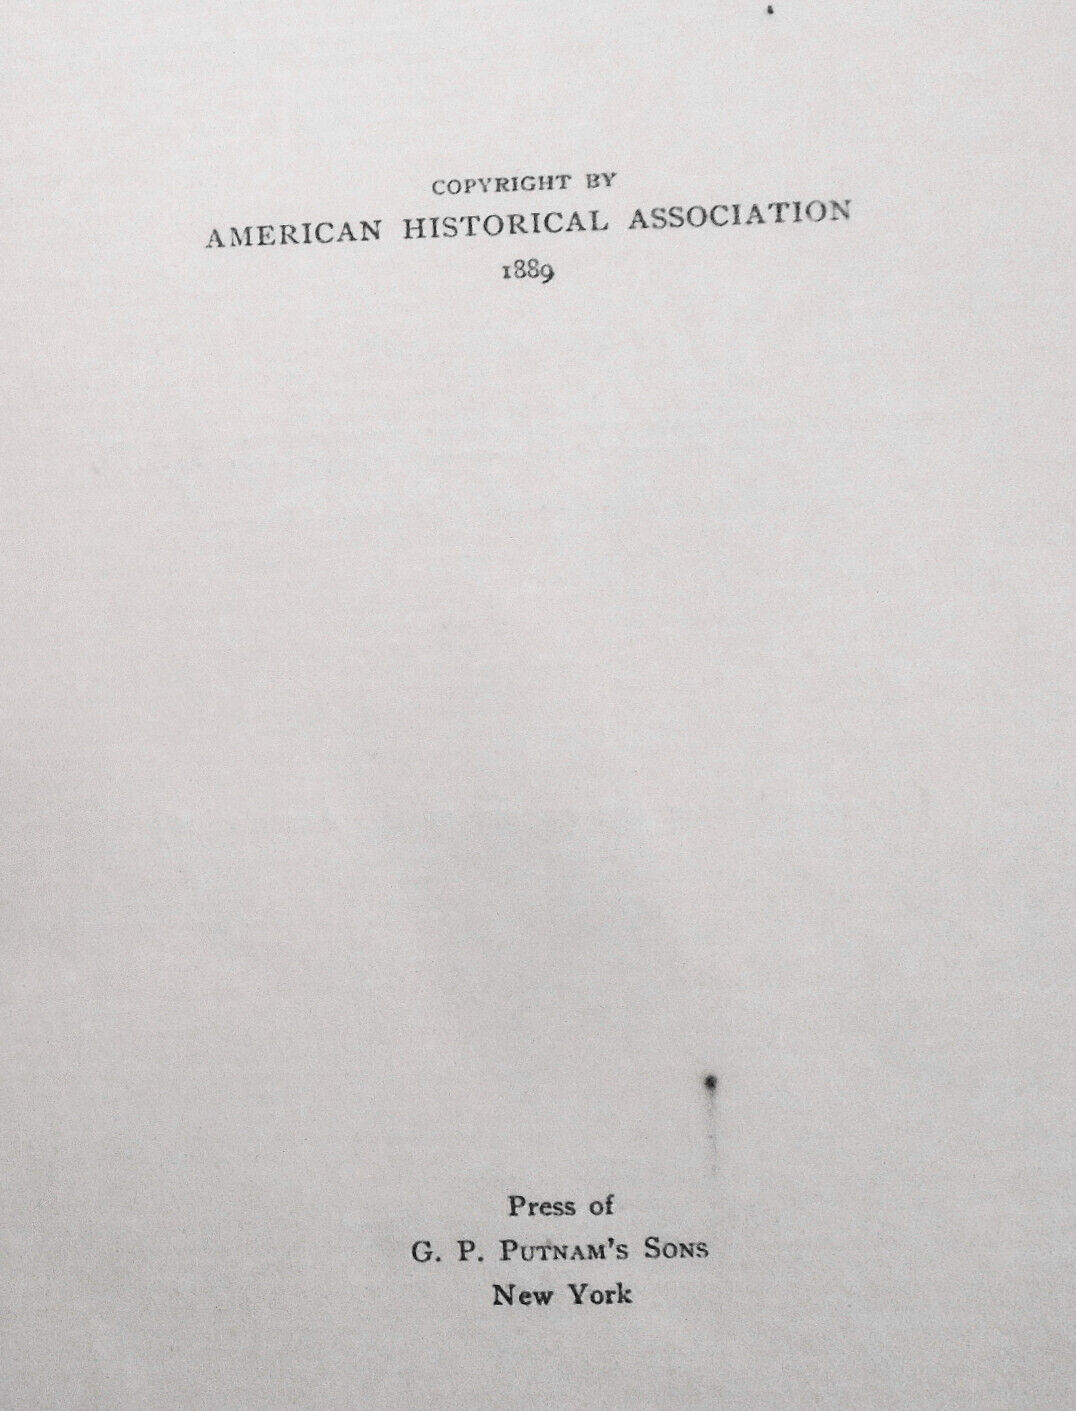 COPYRIGHT BY
AMERICAN HISTORICAL ASSOCIATION
1889
Press of
G. P. PUTNAM'S SONS
New York